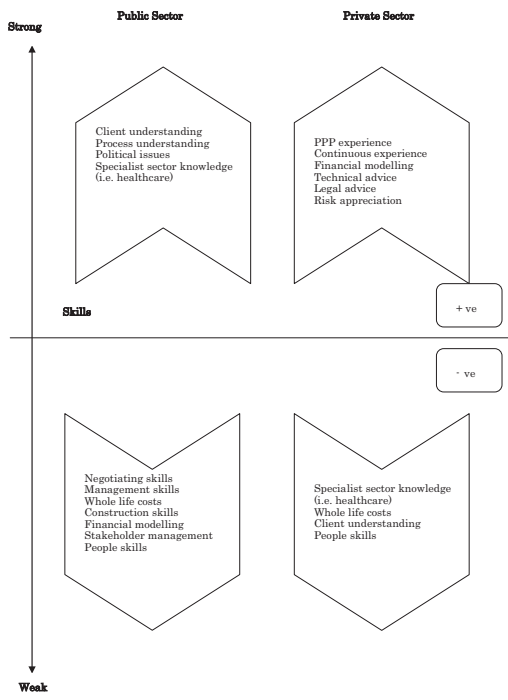 Public Sector
Private Sector
Strong
Client understanding
Process understanding
Political issues
Specialist sector knowledge
(i.e. healthcare)
PPP experience
Continuous experience
Financial modelling
Technical advice
Legal advice
Risk appreciation
Skills
+ ve
- ve
Negotiating skills
Management skills
Whole life costs
Construction skills
Financial modelling
Stakeholder management
People skills
Specialist sector knowledge
(i.e. healthcare)
Whole life costs
Client understanding
People skills
Weak